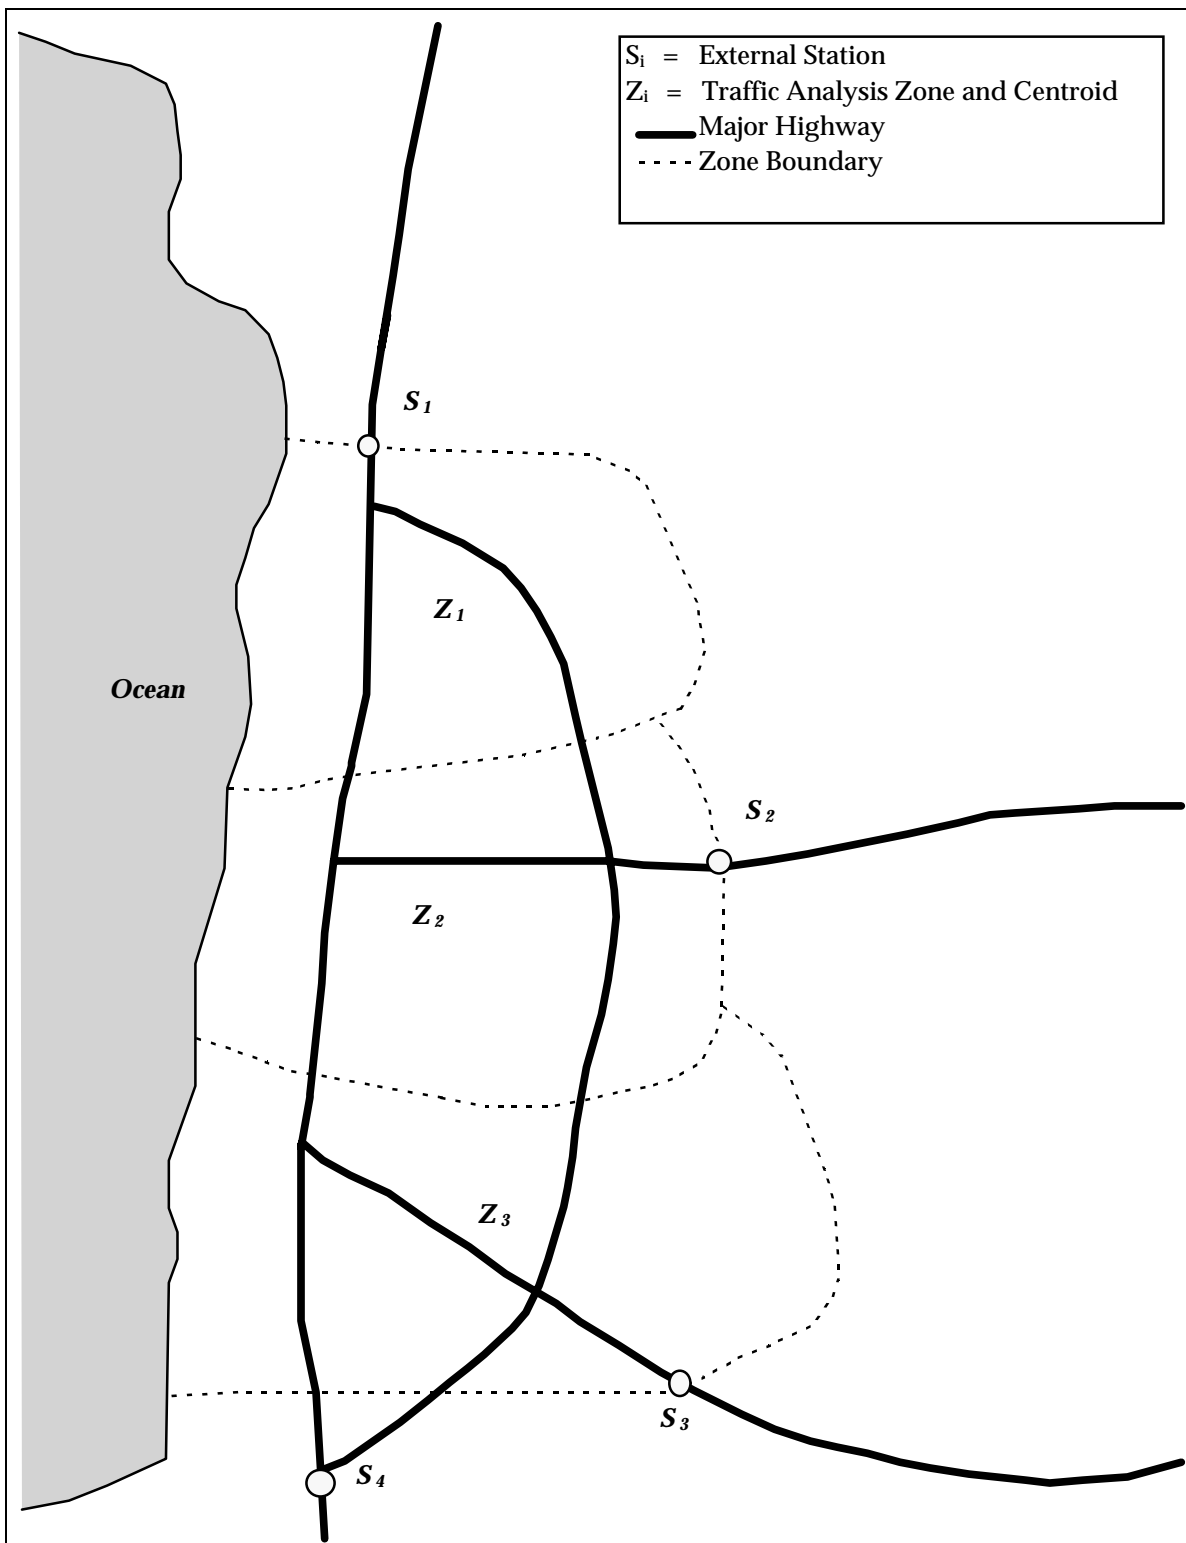 Sᵢ = External Station
Zᵢ = Traffic Analysis Zone and Centroid
Major Highway
Zone Boundary
S₁
Z₁
Ocean
S₂
Z₂
Z₃
S₃
S₄